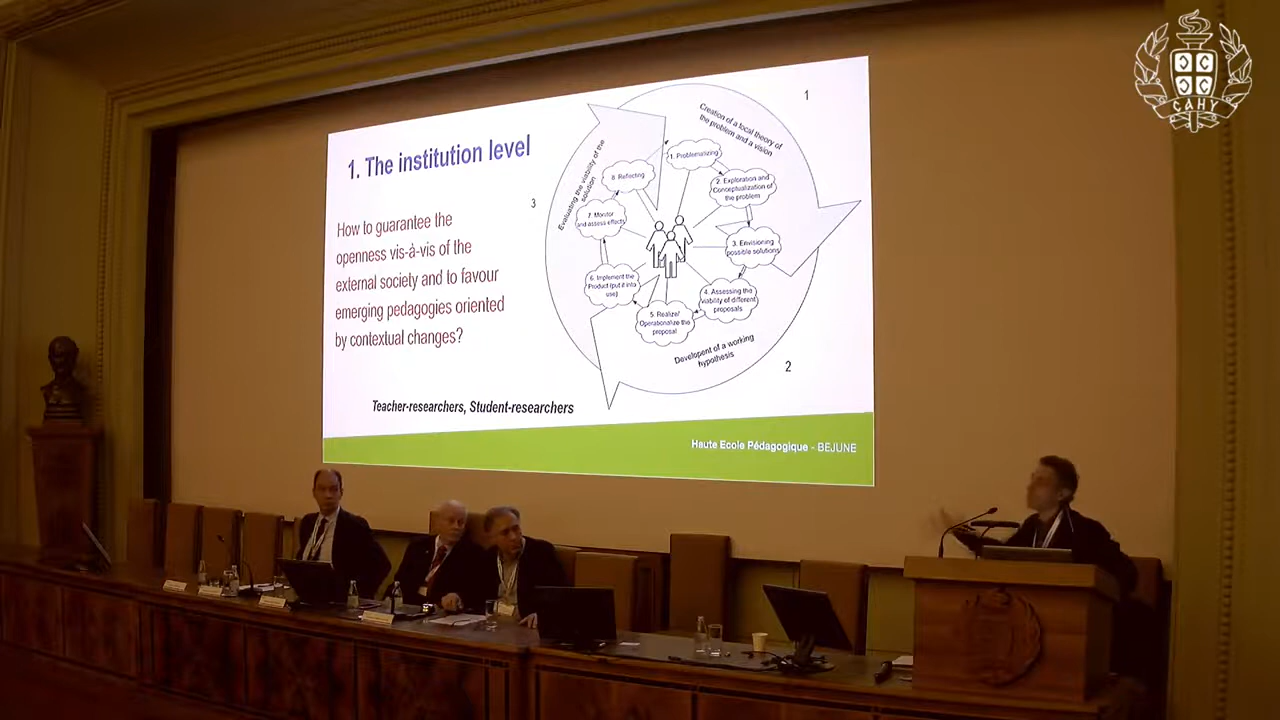 1. The institution level
How to guarantee the
openness vis-à-vis of the
external society and to favour
emerging pedagogies oriented
by contextual changes?
Teacher-researchers, Student-researchers
1
Creation of a local theory of
the problem and a vision
1. Problematizing
2. Exploration and
Conceptualization of
the problem
3. Envisioning
possible solutions
4. Assessing the
viability of different
proposals
5. Realize/
Operationalize the
proposal
6. Implement the
Product (put it into
use)
7. Monitor
and assess effects
8. Reflecting
2
Developent of a working
hypothesis
3
Evaluating the viability of the
solution
Haute Ecole Pédagogique - BEJUNE
САНУ